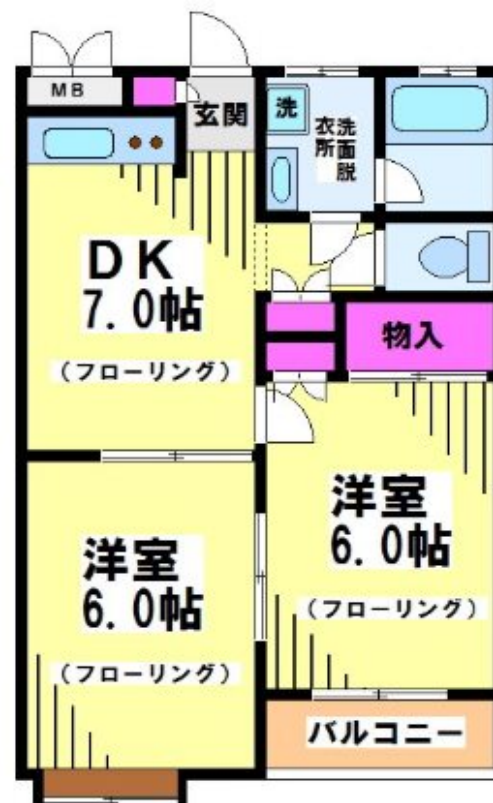 MB
玄関
洗
洗面脱
衣所
DK
7.0帖
(フローリング)
物入
洋室
6.0帖
(フローリング)
洋室
6.0帖
(フローリング)
バルコニー